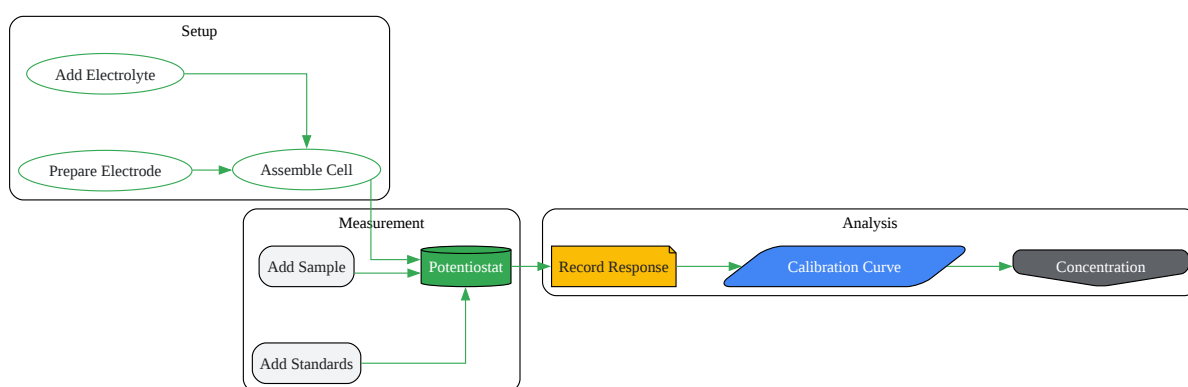 Setup
Add Electrolyte
Prepare Electrode
Assemble Cell
Measurement
Add Sample
Potentiostat
Add Standards
Analysis
Record Response
Calibration Curve
Concentration